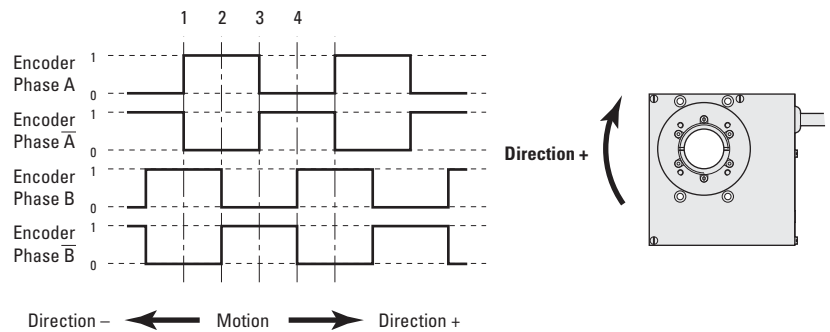 1 2 3 4
Encoder
Phase A
1
0
Encoder
Phase A̅
1
0
Encoder
Phase B
1
0
Encoder
Phase B̅
1
0
Direction – Motion Direction +
Direction +